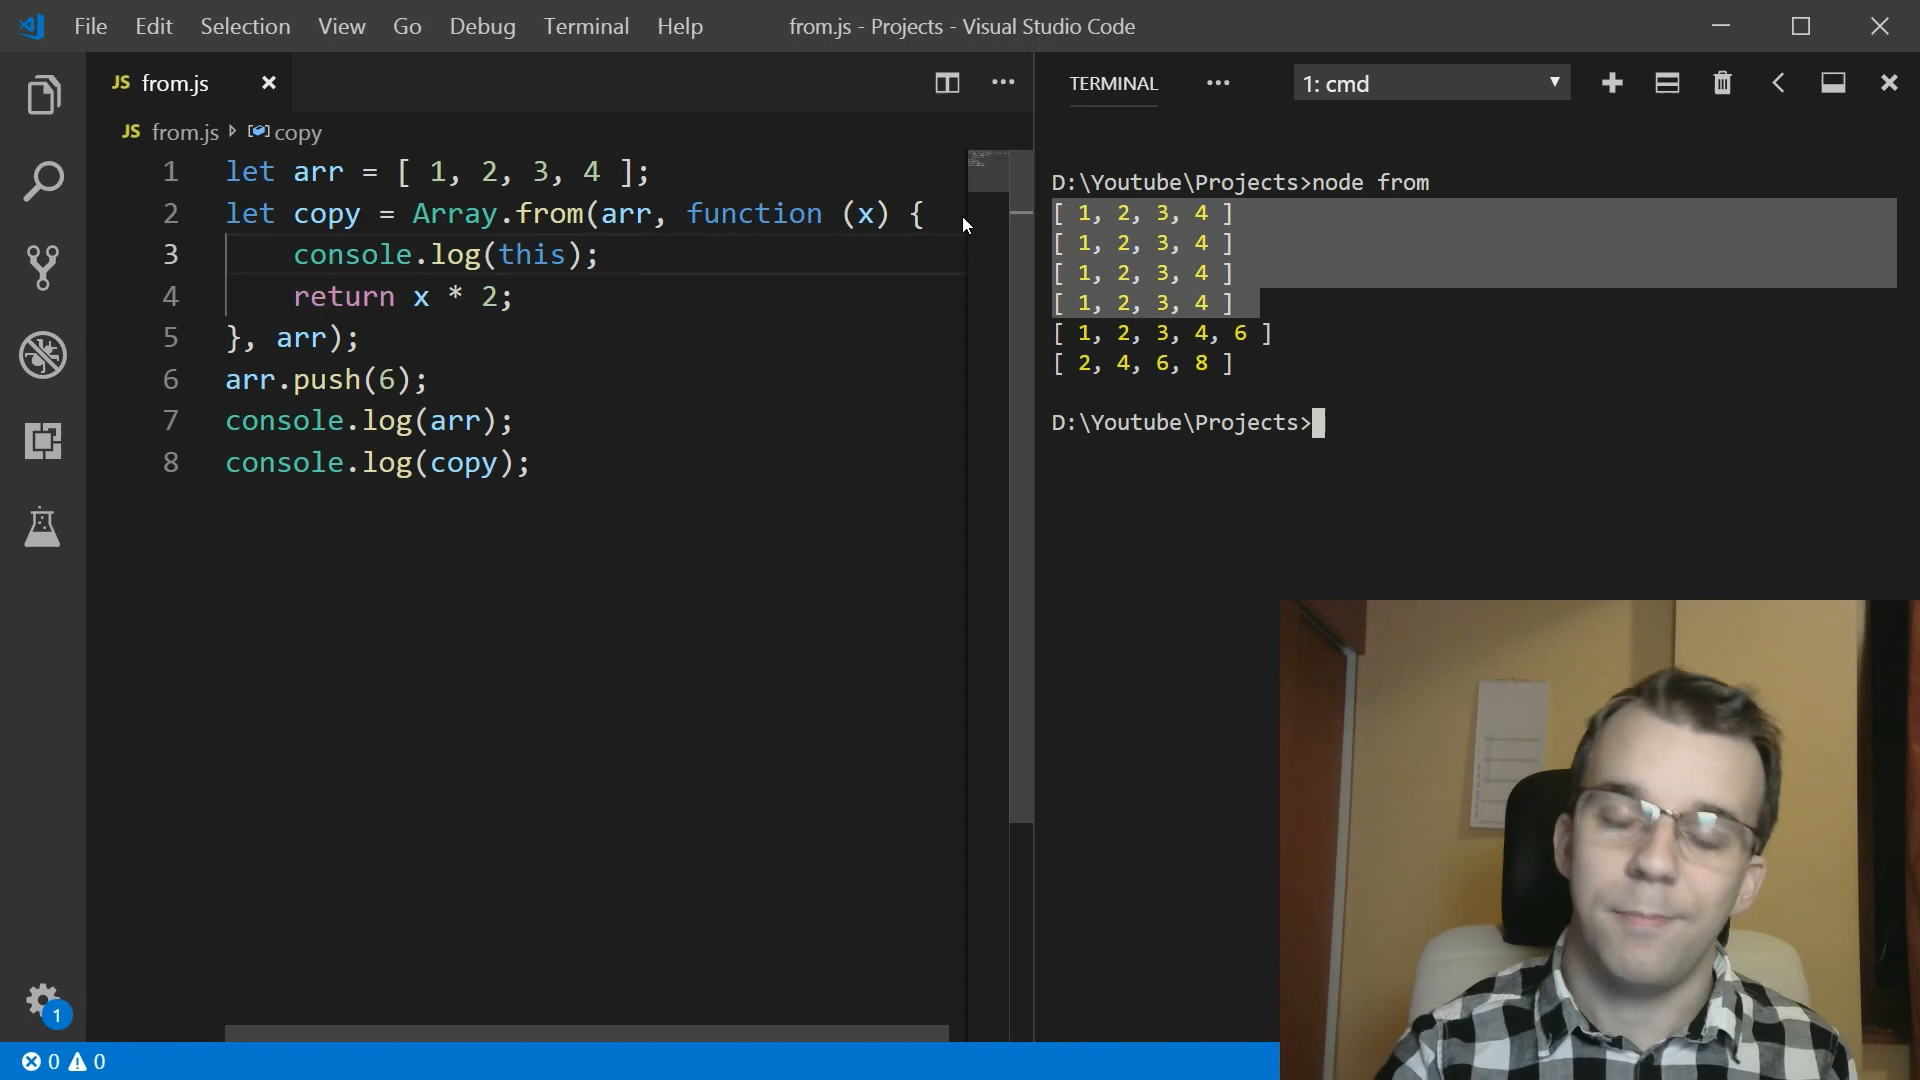 File Edit Selection View Go Debug Terminal Help from.js - Projects - Visual Studio Code
JS from.js
TERMINAL 1: cmd
JS from.js copy
1 let arr = [ 1, 2, 3, 4 ];
2 let copy = Array.from(arr, function (x) {
3 console.log(this);
4 return x * 2;
5 }, arr);
6 arr.push(6);
7 console.log(arr);
8 console.log(copy);
D:\Youtube\Projects>node from
[ 1, 2, 3, 4 ]
[ 1, 2, 3, 4 ]
[ 1, 2, 3, 4 ]
[ 1, 2, 3, 4 ]
[ 1, 2, 3, 4, 6 ]
[ 2, 4, 6, 8 ]
D:\Youtube\Projects>
1
0 0